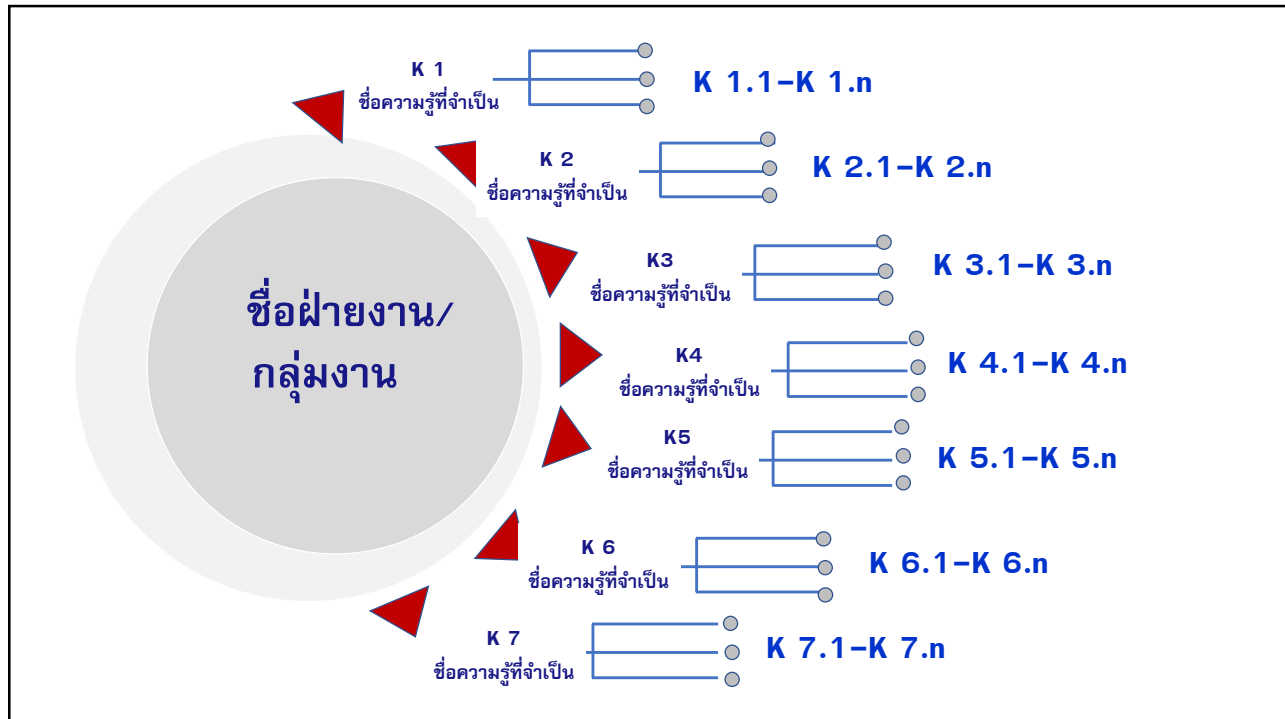 K 1
ชื่อความรู้ที่จำเป็น
K 1.1-K 1.n
K 2
ชื่อความรู้ที่จำเป็น
K 2.1-K 2.n
K3
ชื่อความรู้ที่จำเป็น
K 3.1-K 3.n
ชื่อฝ่ายงาน/
กลุ่มงาน
K4
ชื่อความรู้ที่จำเป็น
K 4.1-K 4.n
K5
ชื่อความรู้ที่จำเป็น
K 5.1-K 5.n
K 6
ชื่อความรู้ที่จำเป็น
K 6.1-K 6.n
K 7
ชื่อความรู้ที่จำเป็น
K 7.1-K 7.n